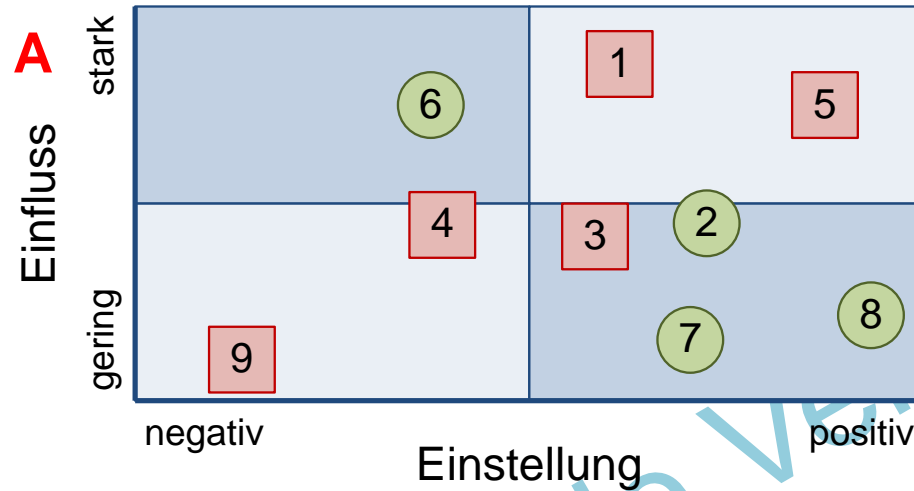 A
stark
Einfluss
gering
1
5
6
4
3
2
8
7
9
negativ
positiv
Einstellung